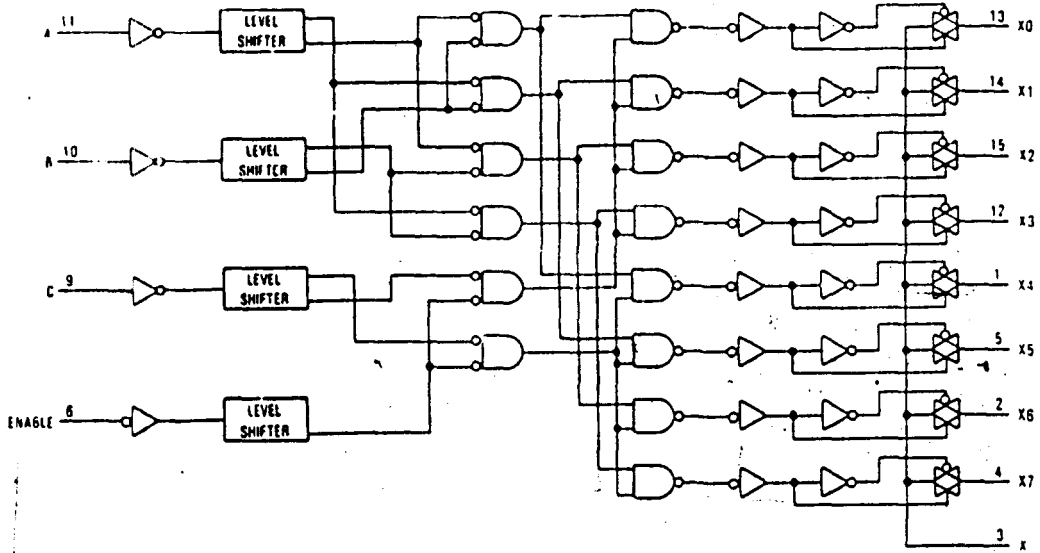 A 11
LEVEL SHIFTER
13 X0
14 X1
10
LEVEL SHIFTER
15 X2
12 X3
C 9
LEVEL SHIFTER
1 X4
5 X5
ENABLE 6
LEVEL SHIFTER
2 X6
4 X7
3 X